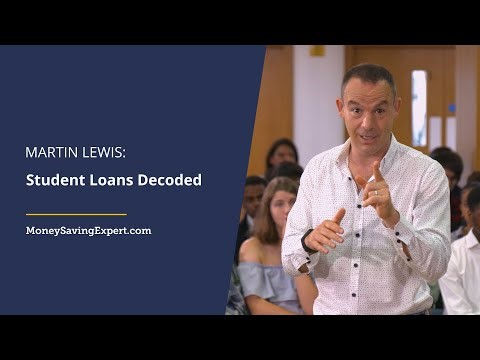 MARTIN LEWIS:
Student Loans Decoded
MoneySavingExpert.com